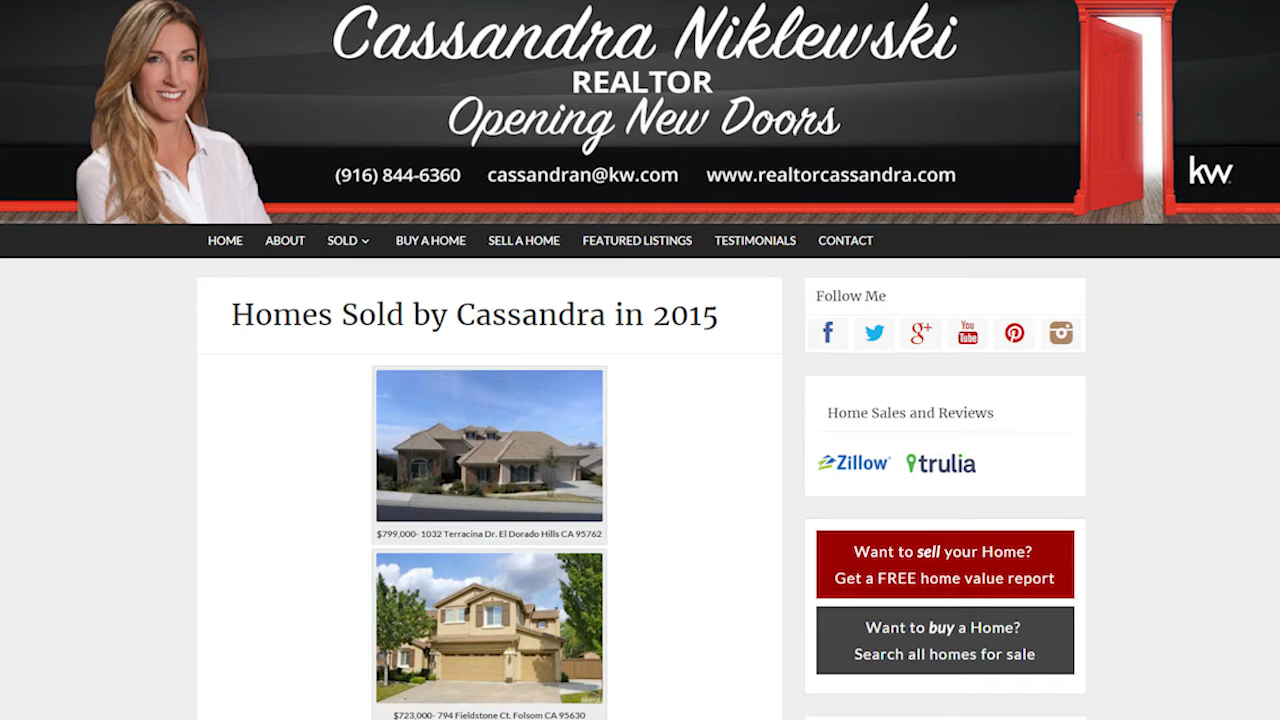 Cassandra Niklewski
REALTOR
Opening New Doors
(916) 844-6360 cassandran@kw.com www.realtorcassandra.com
kw
HOME ABOUT SOLD BUY A HOME SELL A HOME FEATURED LISTINGS TESTIMONIALS CONTACT
Homes Sold by Cassandra in 2015
$799,000- 1032 Terracina Dr. El Dorado Hills CA 95762
$723,000- 794 Fieldstone Ct. Folsom CA 95630
Follow Me
f g+ You Tube
Home Sales and Reviews
Zillow trulia
Want to sell your Home?
Get a FREE home value report
Want to buy a Home?
Search all homes for sale